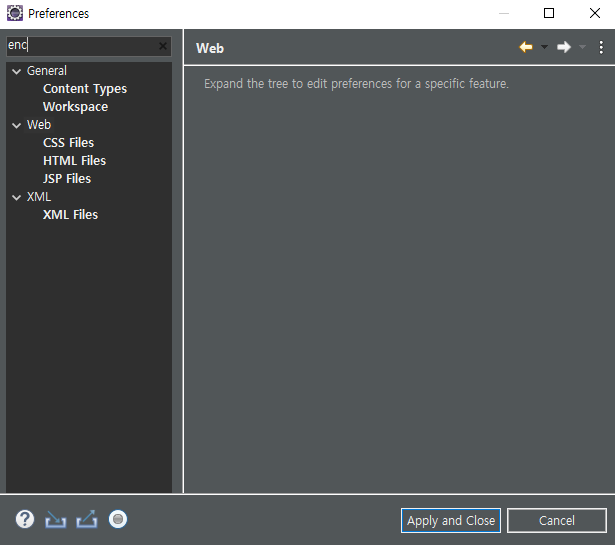 Preferences
enc
Web
General
Content Types
Workspace
Web
CSS Files
HTML Files
JSP Files
XML
XML Files
Expand the tree to edit preferences for a specific feature.
?
Apply and Close
Cancel